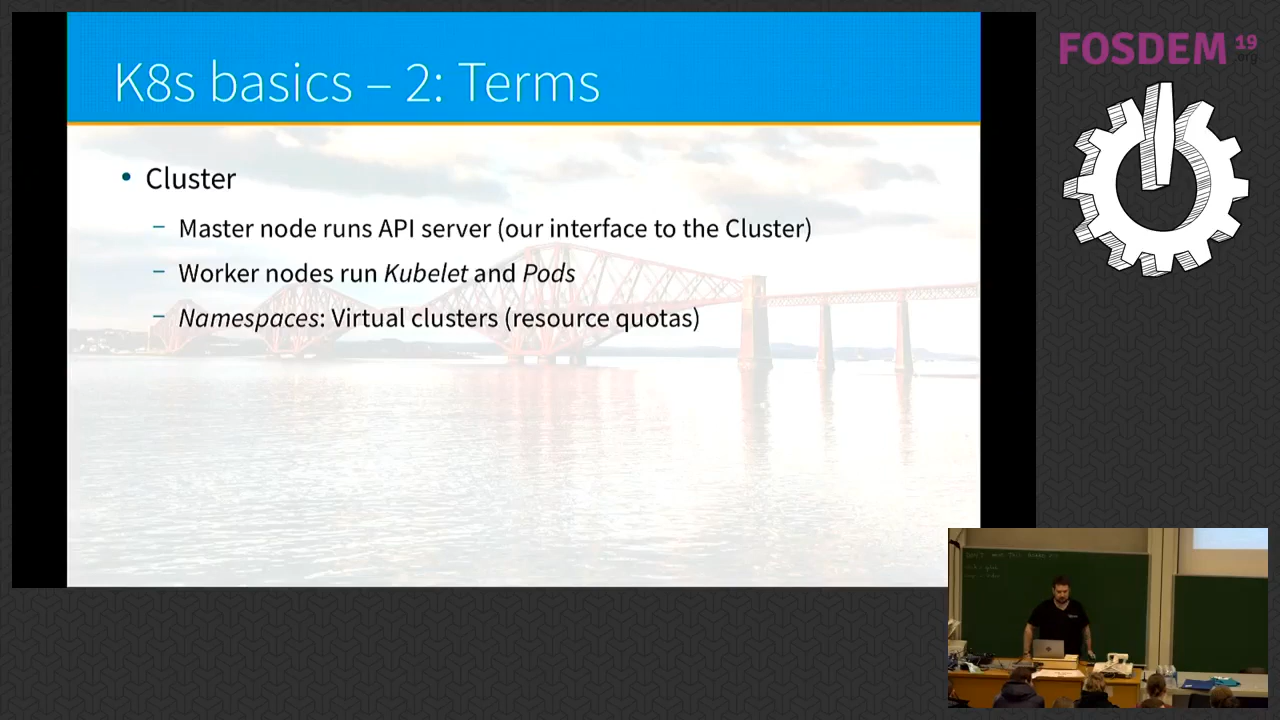 K8s basics – 2: Terms
FOSDEM 19
.org
• Cluster
– Master node runs API server (our interface to the Cluster)
– Worker nodes run Kubelet and Pods
– Namespaces: Virtual clusters (resource quotas)